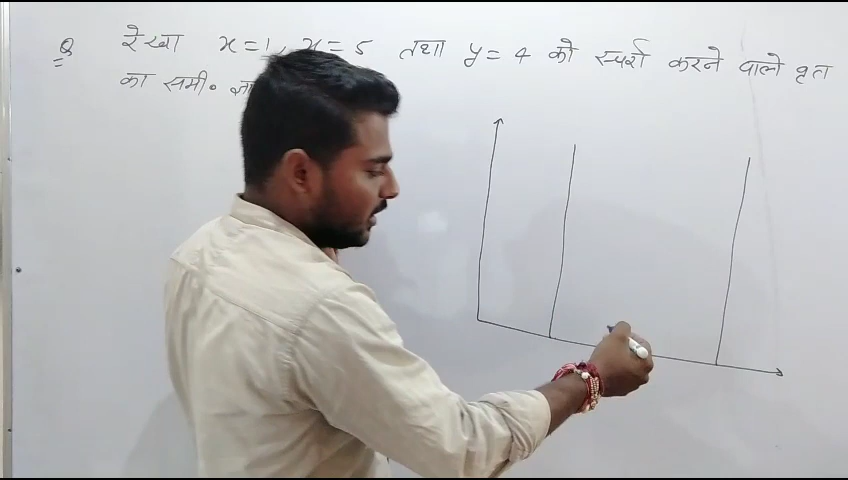 Q रेखा x=1, x=5 तथा y=4 को स्पर्श करने वाले वृत
का समी॰